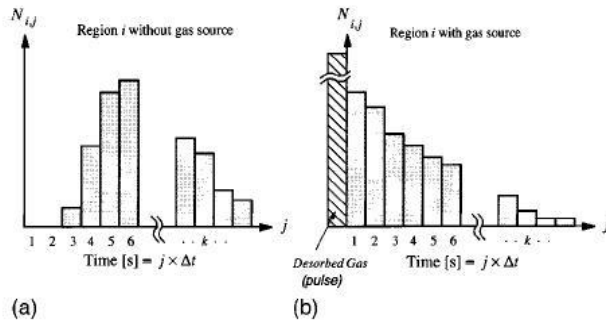 N i,j
Region i without gas source
j
1 2 3 4 5 6 . . k . .
Time [s] = j × Δt
(a)
N i,j
Region i with gas source
j
1 2 3 4 5 6 . . k . .
Time [s] = j × Δt
Desorbed Gas
(pulse)
(b)